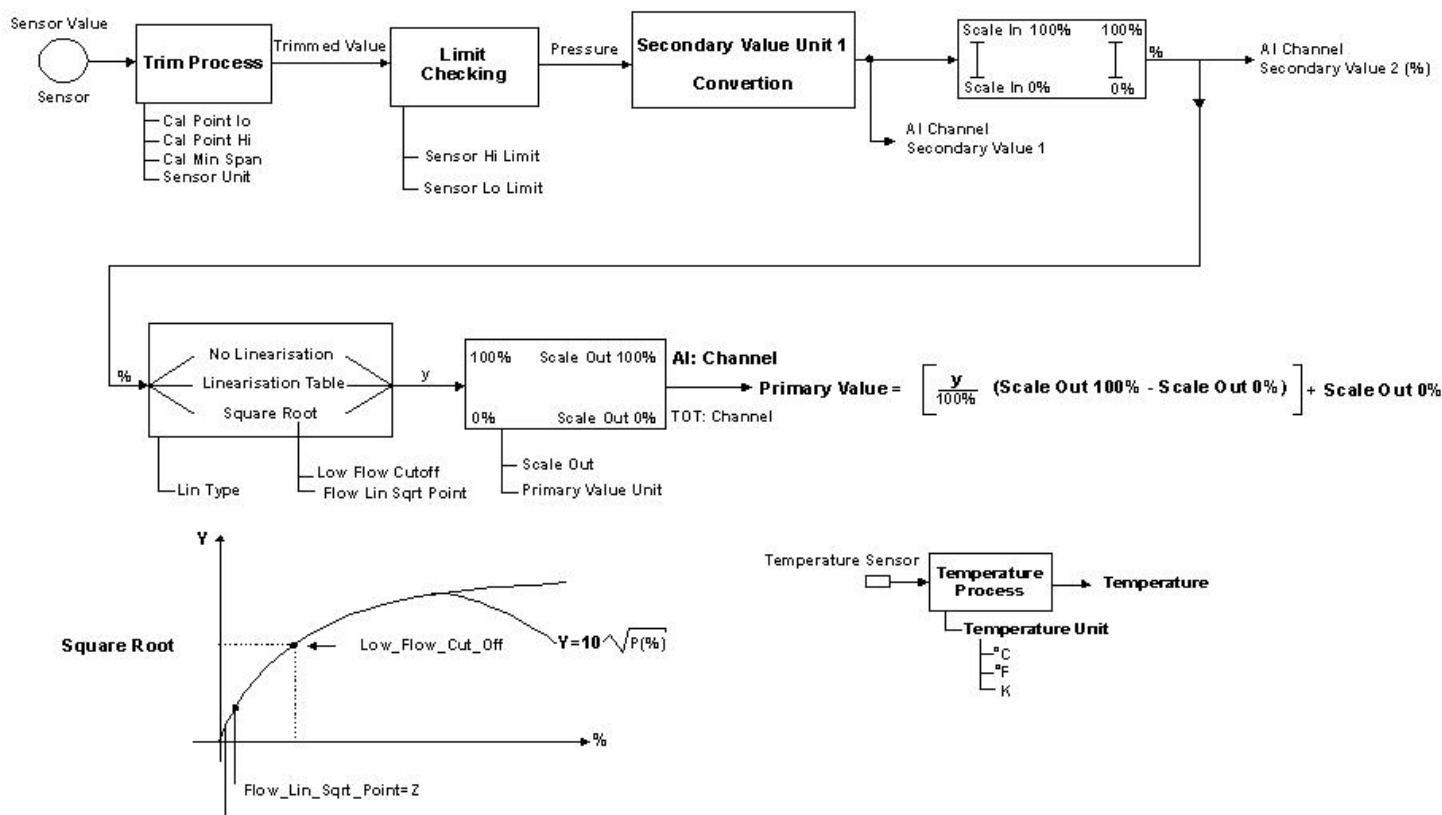 Sensor Value
Sensor
Trim Process
Cal Point lo
Cal Point Hi
Cal Min Span
Sensor Unit
Trimmed Value
Limit
Checking
Sensor Hi Limit
Sensor Lo Limit
Pressure
Secondary Value Unit 1
Convertion
AI Channel
Secondary Value 1
Scale In 100% 100%
Scale In 0% 0%
%
AI Channel
Secondary Value 2 (%)
%
No Linearisation
Linearisation Table
Square Root
Lin Type
Low Flow Cutoff
Flow Lin Sqrt Point
y
100% Scale Out 100%
0% Scale Out 0%
Scale Out
Primary Value Unit
AI: Channel
TOT: Channel
Primary Value = [ y/100% (Scale Out 100% - Scale Out 0%) ] + Scale Out 0%
Y
Square Root
Low_Flow_Cut_Off
Y=10 √P(%)
%
Flow_Lin_Sqrt_Point=Z
Temperature Sensor
Temperature
Process
Temperature
Temperature Unit
°C
°F
K